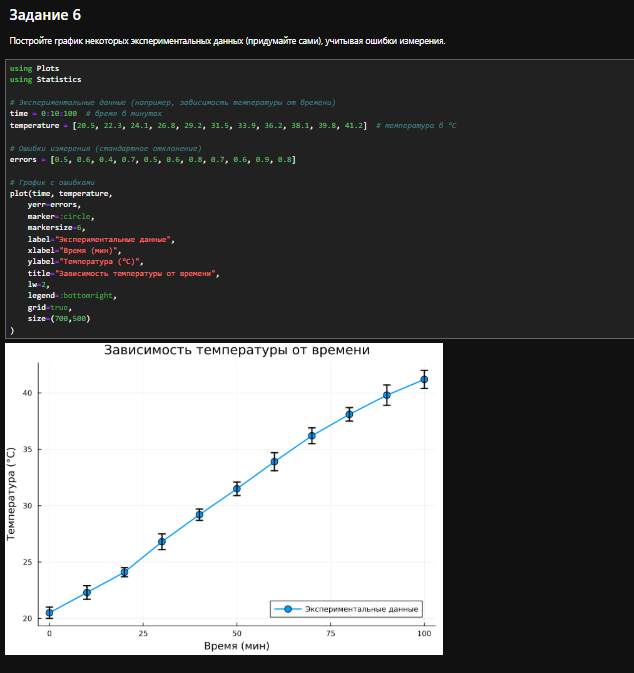 Задание 6
Постройте график некоторых экспериментальных данных (придумайте сами), учитывая ошибки измерения.
using Plots
using Statistics
# Экспериментальные данные (например, зависимость температуры от времени)
time = 0:10:100  # время в минутах
temperature = [20.5, 22.3, 24.1, 26.8, 29.2, 31.5, 33.9, 36.2, 38.1, 39.8, 41.2]  # температура в °C
# Ошибки измерения (стандартное отклонение)
errors = [0.5, 0.6, 0.4, 0.7, 0.5, 0.6, 0.8, 0.7, 0.6, 0.9, 0.8]
# График с ошибками
plot(time, temperature,
    yerr=errors,
    marker=:circle,
    markersize=6,
    label="Экспериментальные данные",
    xlabel="Время (мин)",
    ylabel="Температура (°C)",
    title="Зависимость температуры от времени",
    lw=2,
    legend=:bottomright,
    grid=true,
    size=(700,500)
)
Зависимость температуры от времени
Температура (°C)
40
35
30
25
20
Экспериментальные данные
0 25 50 75 100
Время (мин)